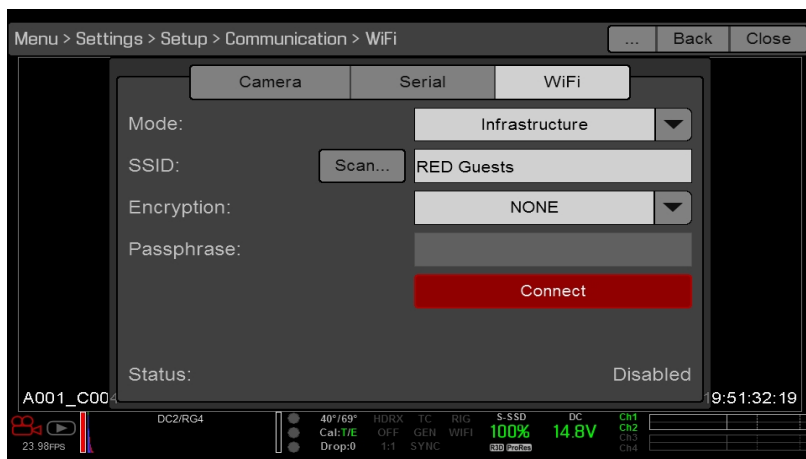 Menu > Settings > Setup > Communication > WiFi ... Back Close
Camera Serial WiFi
Mode: Infrastructure
SSID: Scan... RED Guests
Encryption: NONE
Passphrase:
Connect
Status: Disabled
A001_C004 19:51:32:19
DC2/RG4 40°/69° HDRX TC RIG S-SSD DC Ch1
Cal:T/E OFF GEN WIFI 100% 14.8V Ch2
23.98FPS Drop:0 1:1 SYNC R3D ProRes Ch3
Ch4